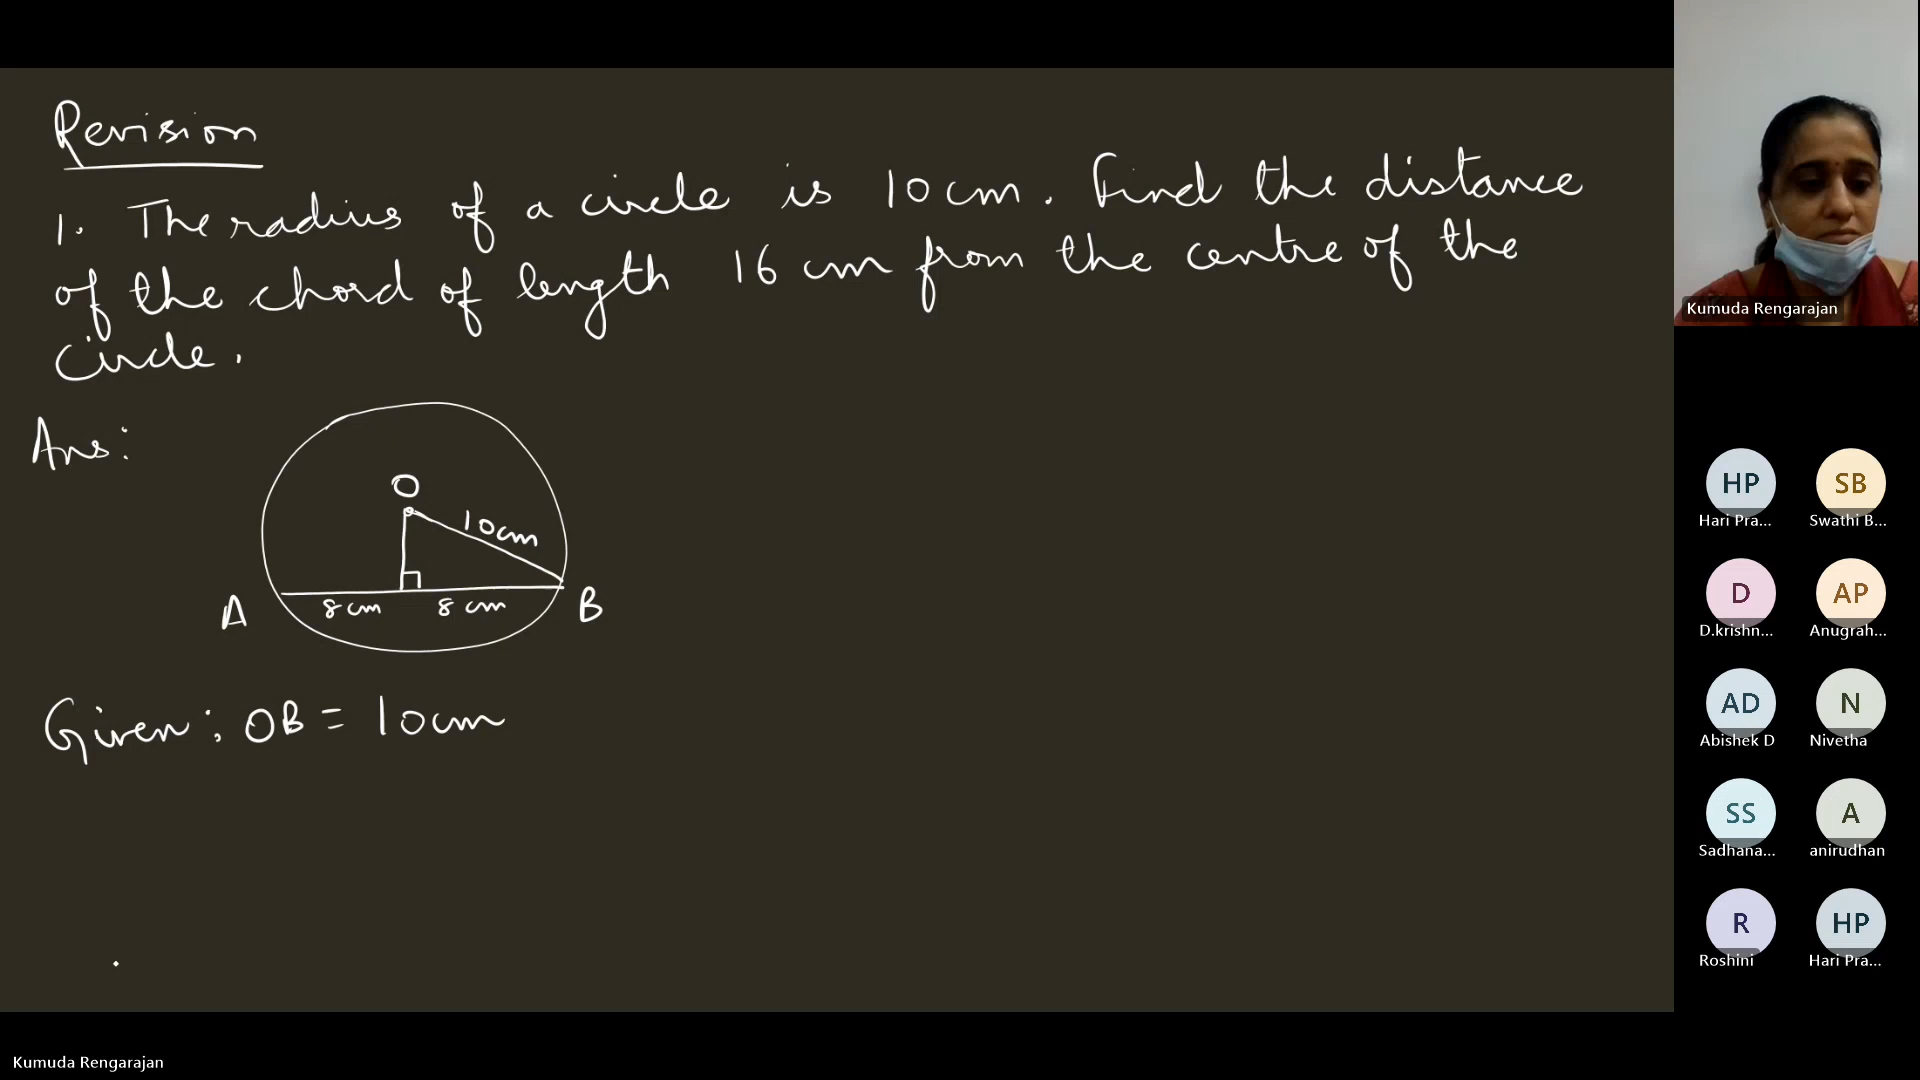 Revision
1. The radius of a circle is 10cm. Find the distance
of the chord of length 16 cm from the centre of the
circle.
Ans:
O
10cm
8 cm 8 cm
A B
Given: OB = 10cm
Kumuda Rengarajan
HP SB
Hari Pra... Swathi B...
D AP
D.krishn... Anugrah...
AD N
Abishek D Nivetha
SS A
Sadhana... anirudhan
R HP
Roshini Hari Pra...
Kumuda Rengarajan